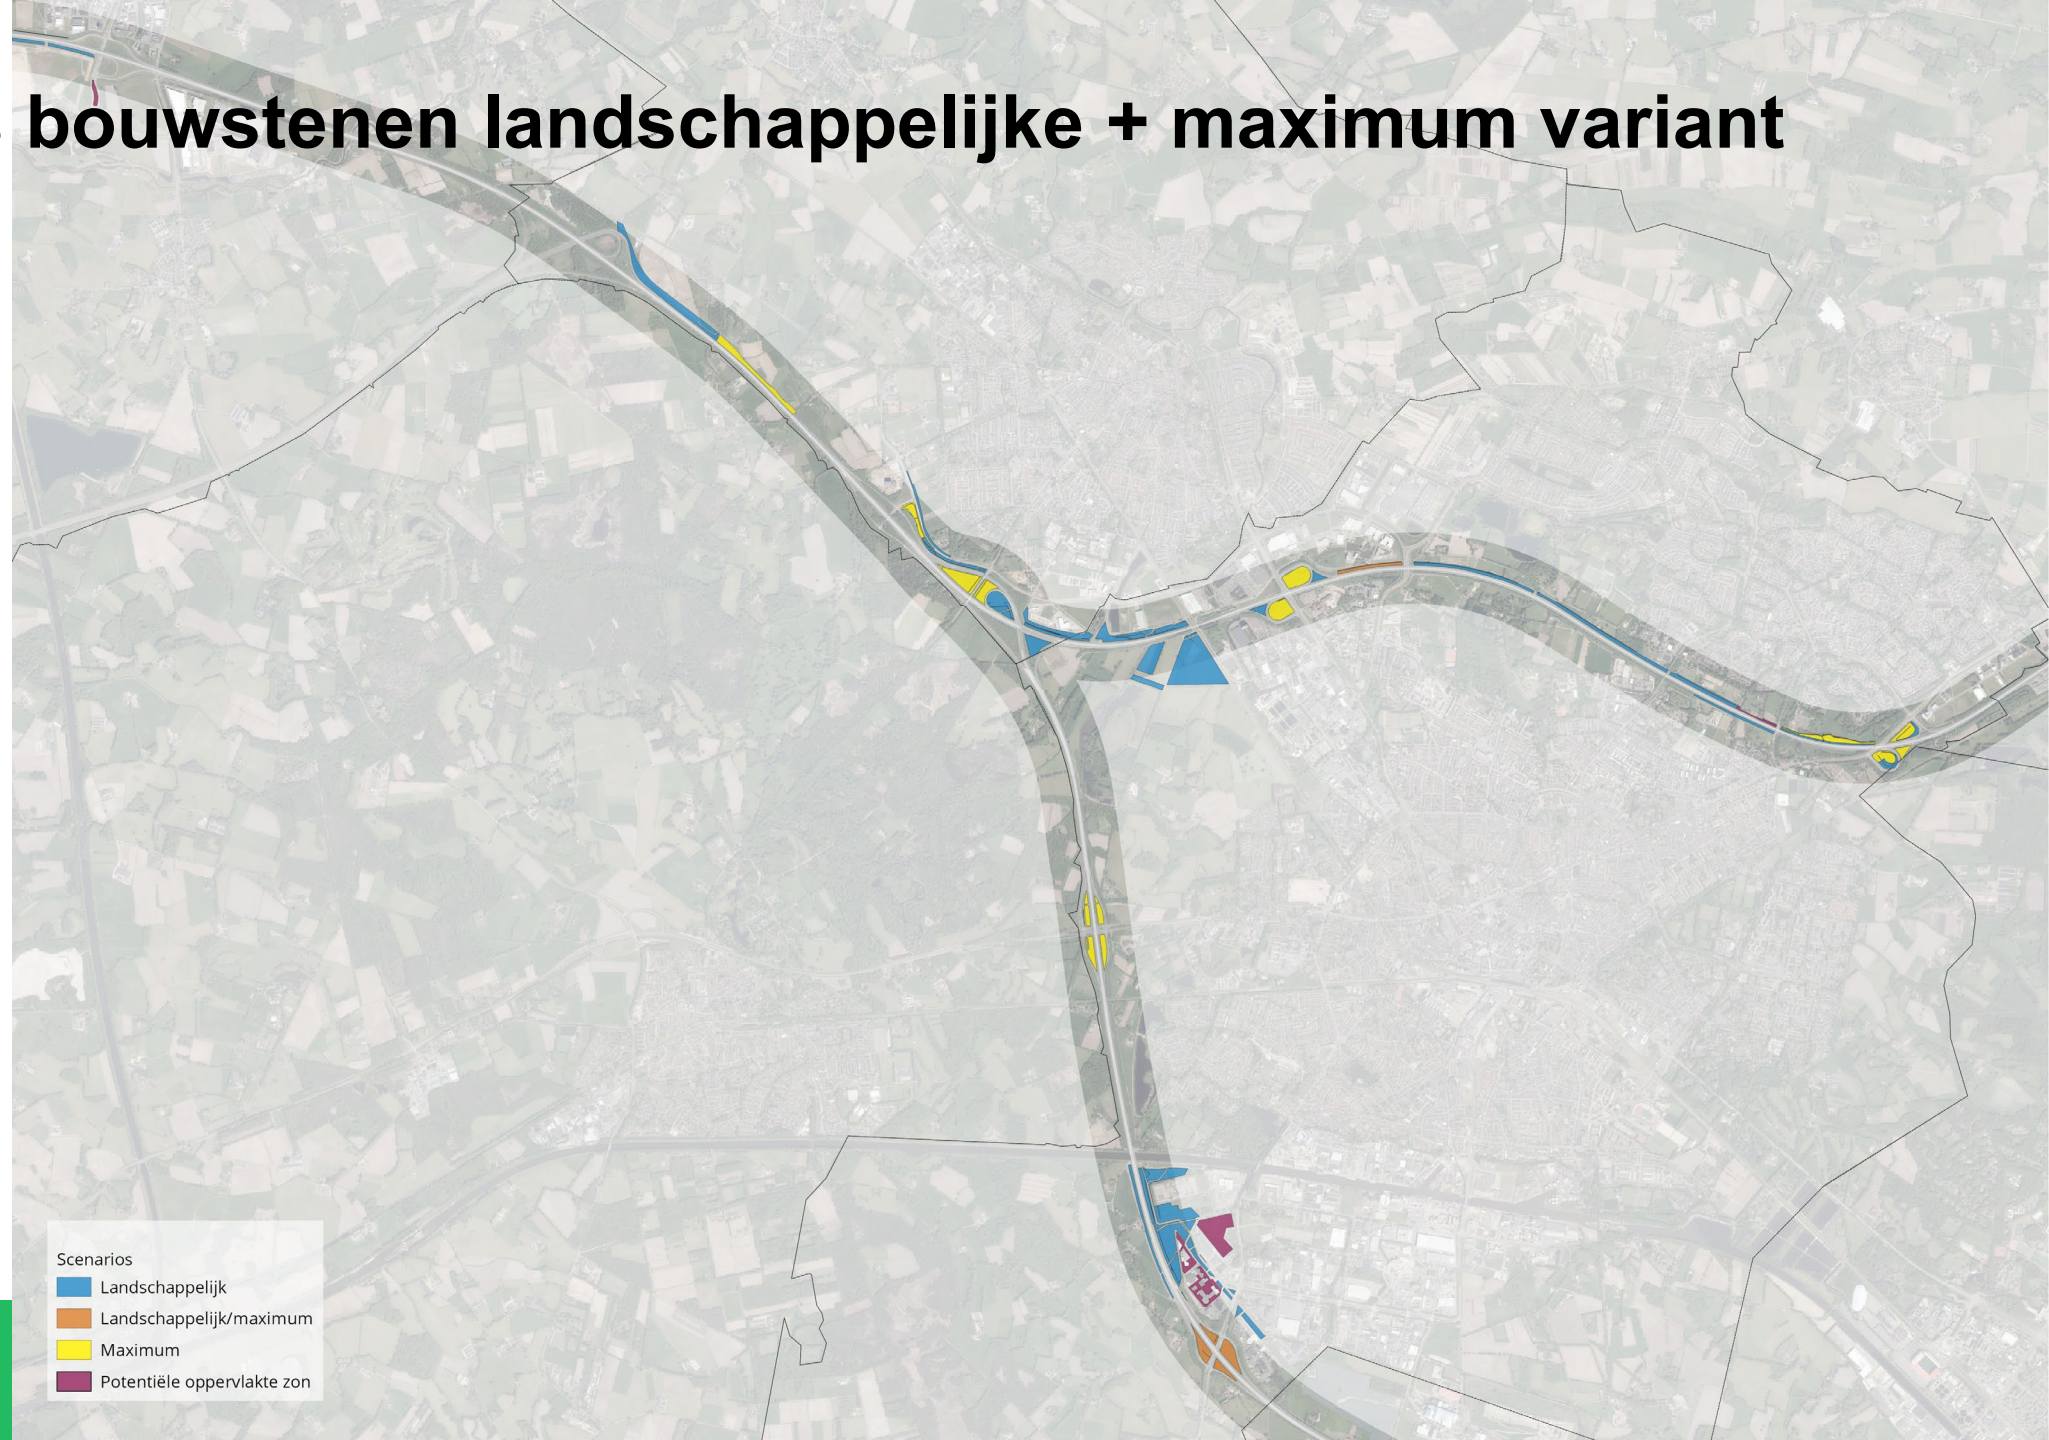 bouwstenen landschappelijke + maximum variant
Scenarios
Landschappelijk
Landschappelijk/maximum
Maximum
Potentiële oppervlakte zon